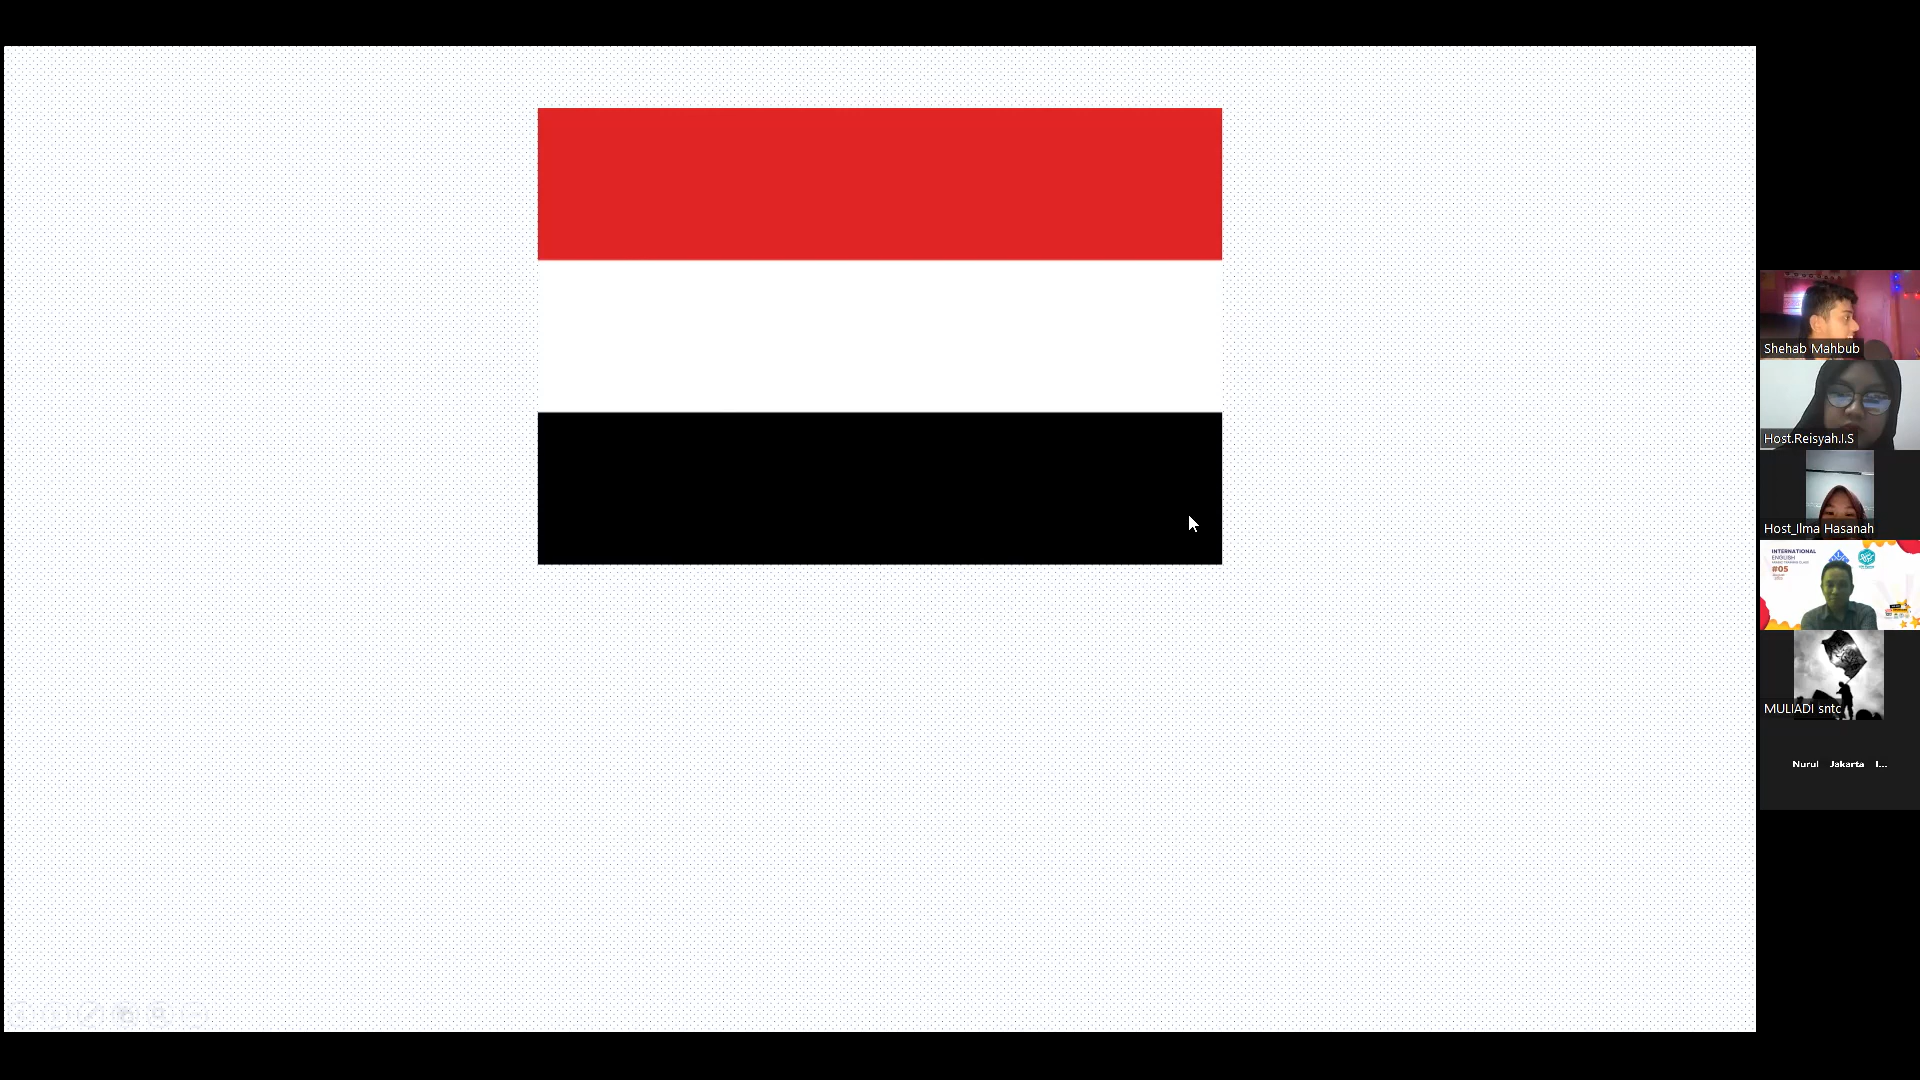 Shehab Mahbub
Host.Reisyah.I.S
Host_Ilma Hasanah
INTERNATIONAL
ENGLISH
#05
MULIADI sntc
Nurul Jakarta I...